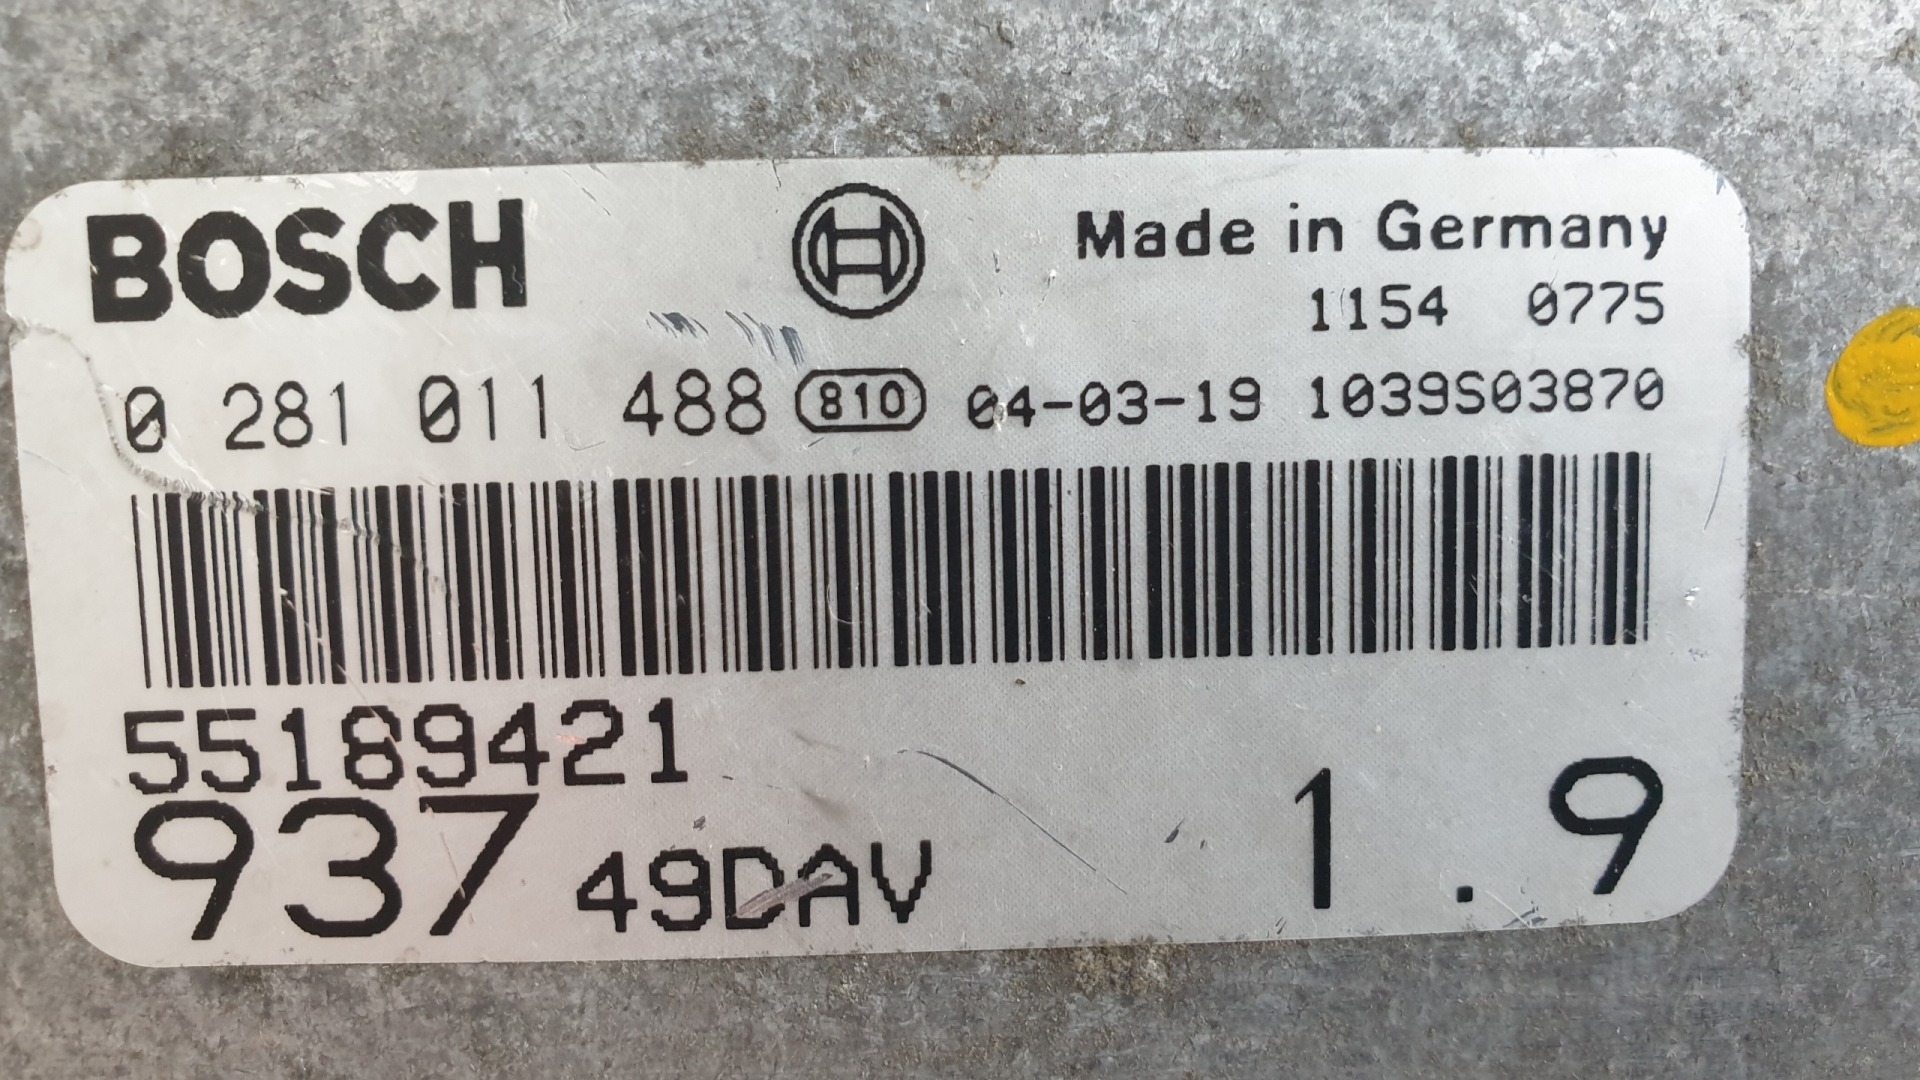 BOSCH Made in Germany
1154 0775
0 281 011 488 810 04-03-19 1039S03870
55189421
937 49DAV 1.9